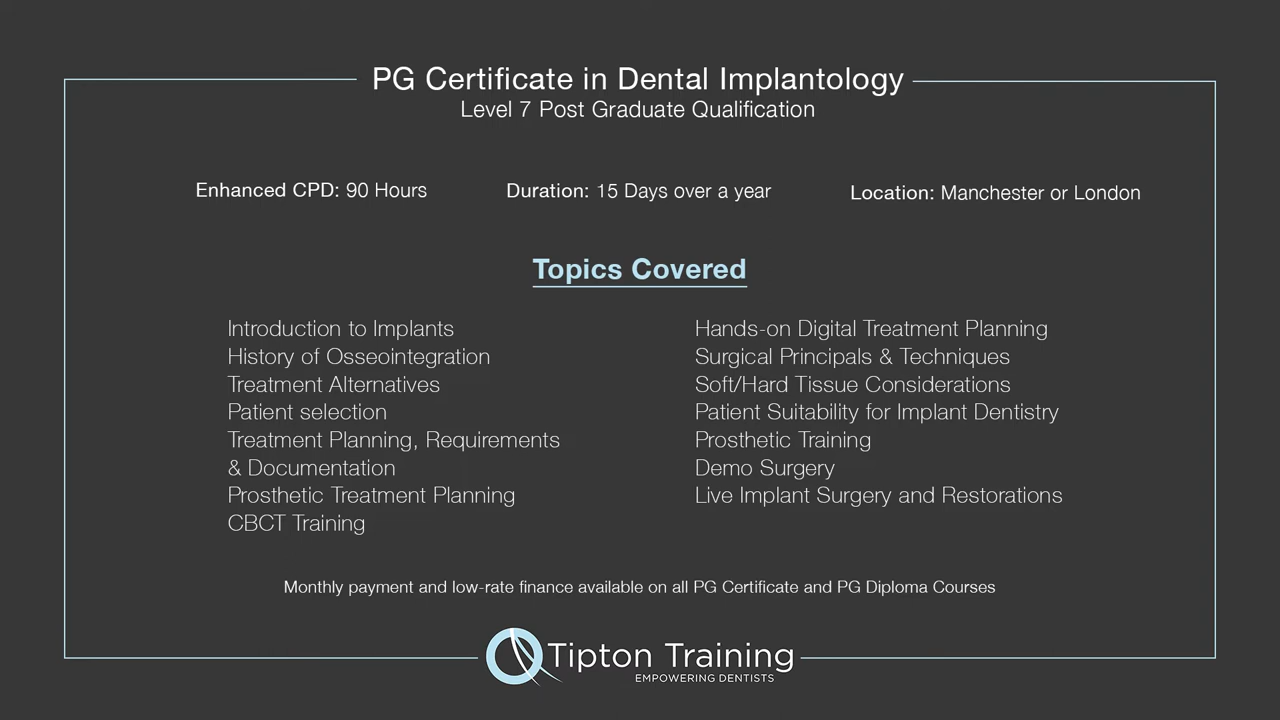 PG Certificate in Dental Implantology
Level 7 Post Graduate Qualification
Enhanced CPD: 90 Hours
Duration: 15 Days over a year
Location: Manchester or London
Topics Covered
Introduction to Implants
History of Osseointegration
Treatment Alternatives
Patient selection
Treatment Planning, Requirements
& Documentation
Prosthetic Treatment Planning
CBCT Training
Hands-on Digital Treatment Planning
Surgical Principals & Techniques
Soft/Hard Tissue Considerations
Patient Suitability for Implant Dentistry
Prosthetic Training
Demo Surgery
Live Implant Surgery and Restorations
Monthly payment and low-rate finance available on all PG Certificate and PG Diploma Courses
Tipton Training
EMPOWERING DENTISTS